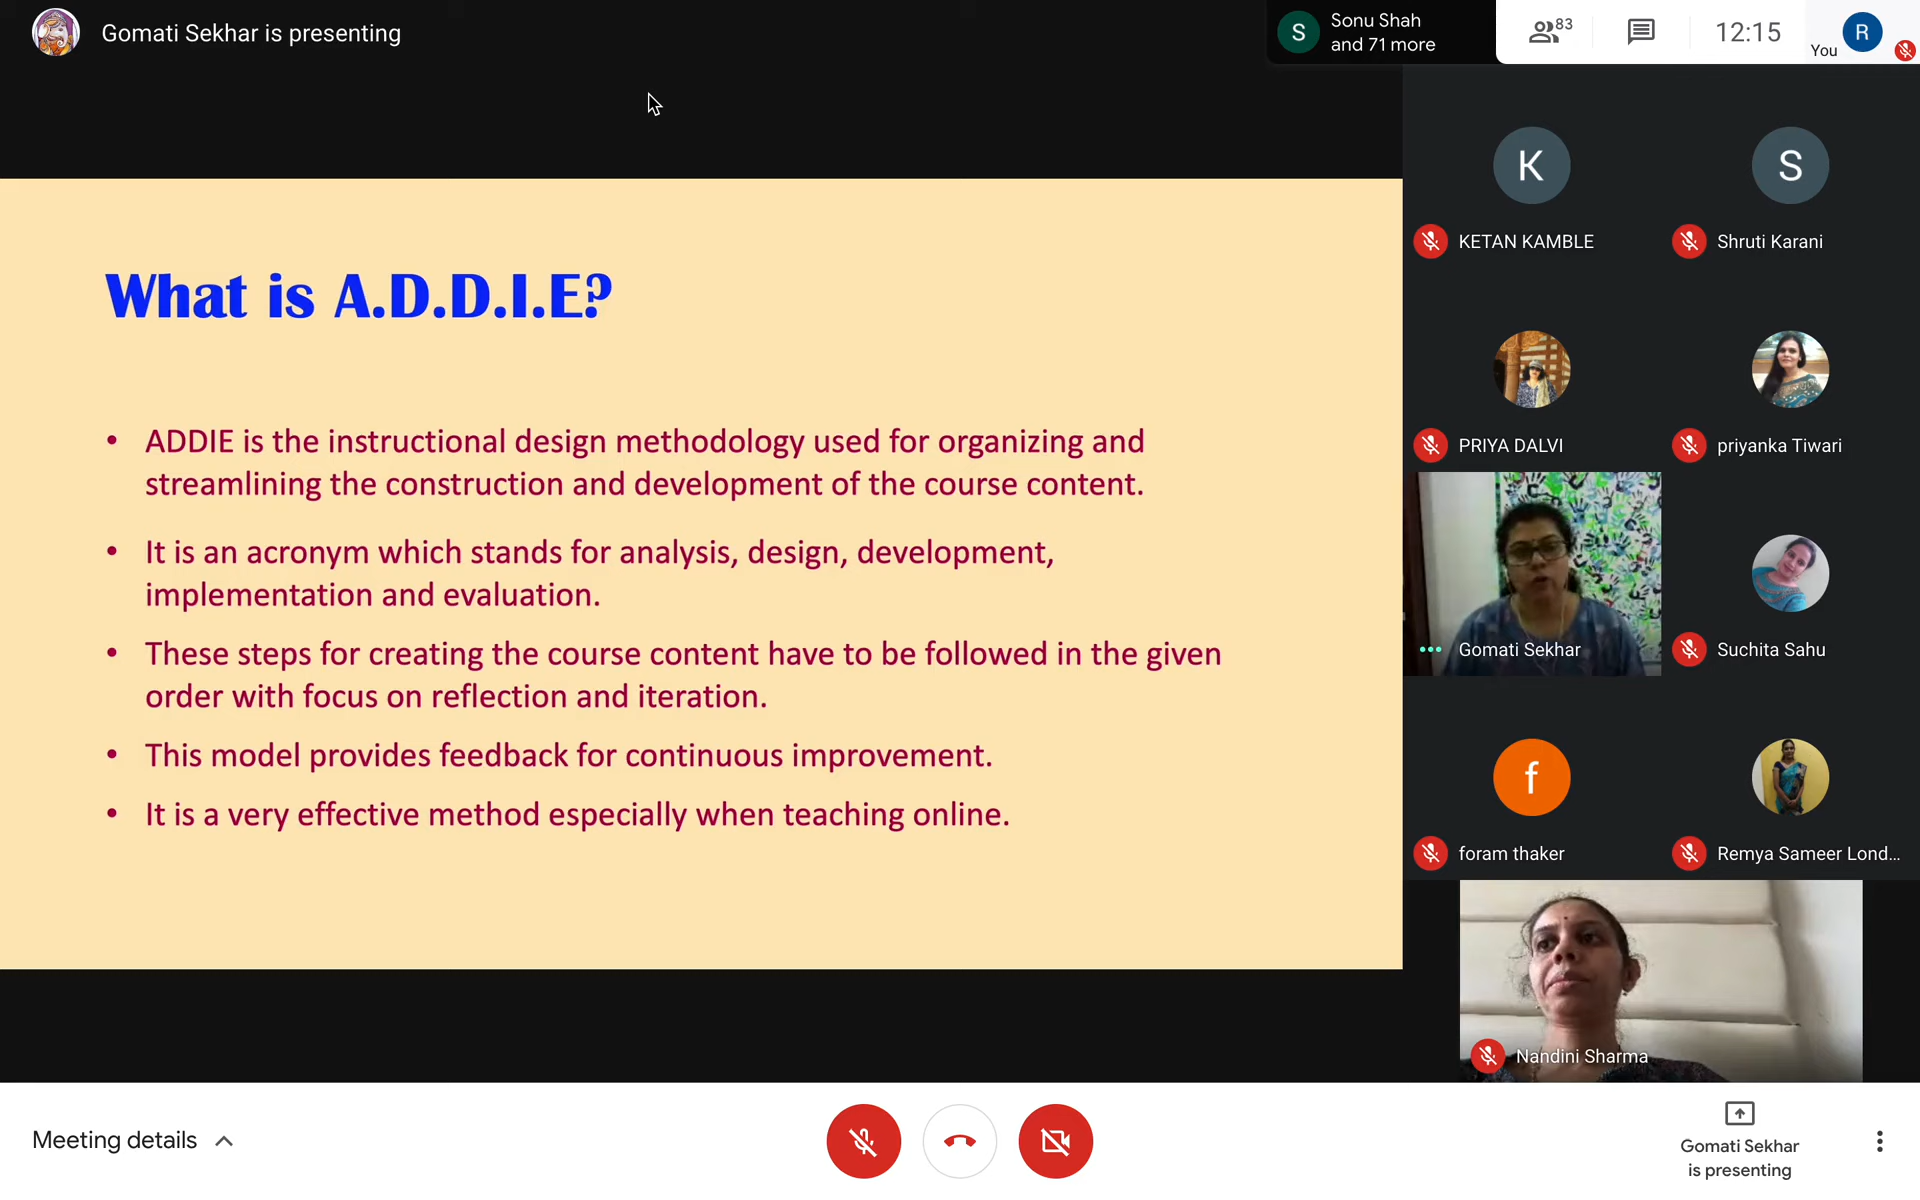 Gomati Sekhar is presenting
S
Sonu Shah
and 71 more
83
12:15
You
R
K
S
KETAN KAMBLE
Shruti Karani
PRIYA DALVI
priyanka Tiwari
What is A.D.D.I.E?
• ADDIE is the instructional design methodology used for organizing and
streamlining the construction and development of the course content.
• It is an acronym which stands for analysis, design, development,
implementation and evaluation.
• These steps for creating the course content have to be followed in the given
order with focus on reflection and iteration.
• This model provides feedback for continuous improvement.
• It is a very effective method especially when teaching online.
Gomati Sekhar
Suchita Sahu
f
foram thaker
Remya Sameer Lond...
Nandini Sharma
Meeting details
Gomati Sekhar
is presenting